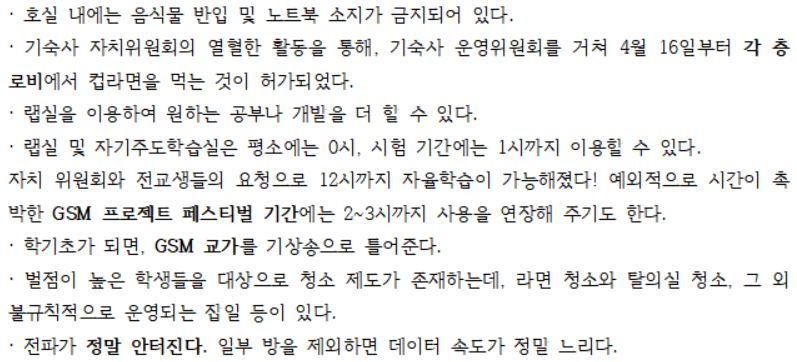 · 호실 내에는 음식물 반입 및 노트북 소지가 금지되어 있다.
· 기숙사 자치위원회의 열혈한 활동을 통해, 기숙사 운영위원회를 거쳐 4월 16일부터 각 층
로비에서 컵라면을 먹는 것이 허가되었다.
· 랩실을 이용하여 원하는 공부나 개발을 더 할 수 있다.
· 랩실 및 자기주도학습실은 평소에는 0시, 시험 기간에는 1시까지 이용할 수 있다.
자치 위원회와 전교생들의 요청으로 12시까지 자율학습이 가능해졌다! 예외적으로 시간이 촉
박한 GSM 프로젝트 페스티벌 기간에는 2~3시까지 사용을 연장해 주기도 한다.
· 학기초가 되면, GSM 교가를 기상송으로 틀어준다.
· 벌점이 높은 학생들을 대상으로 청소 제도가 존재하는데, 라면 청소와 탈의실 청소, 그 외
불규칙적으로 운영되는 잡일 등이 있다.
· 전파가 정말 안터진다. 일부 방을 제외하면 데이터 속도가 정밀 느리다.